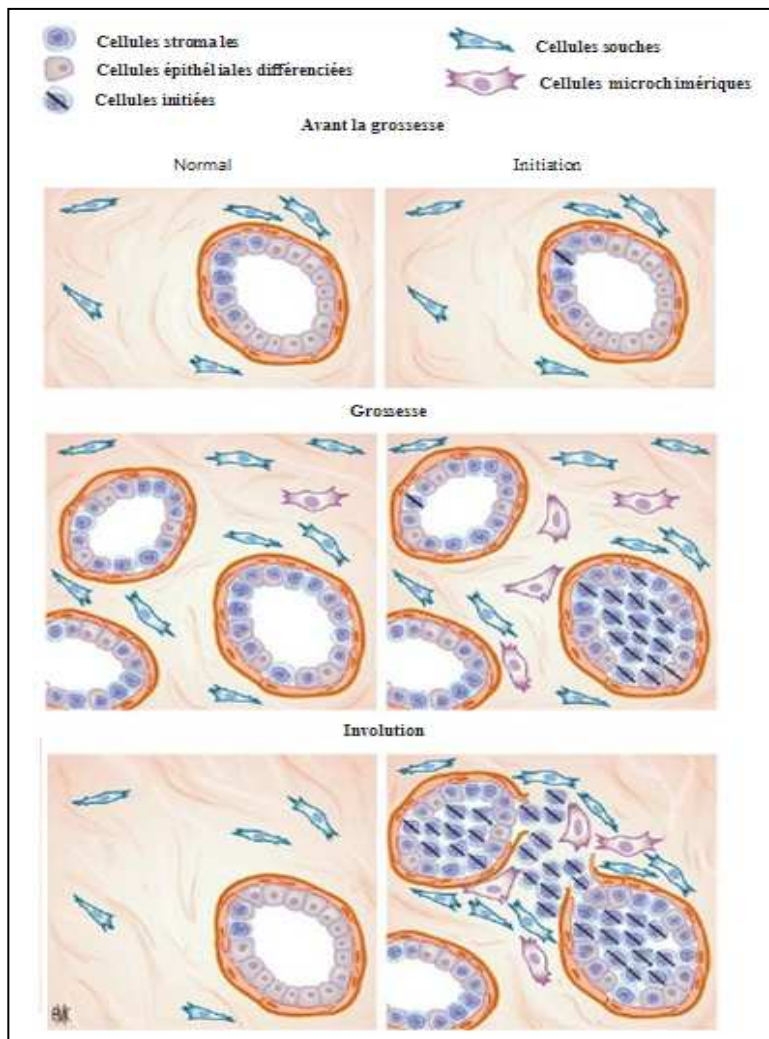 Cellules stromales
Cellules épithéliales différenciées
Cellules initiées
Cellules souches
Cellules microchimériques
Avant la grossesse
Normal
Initiation
Grossesse
Involution